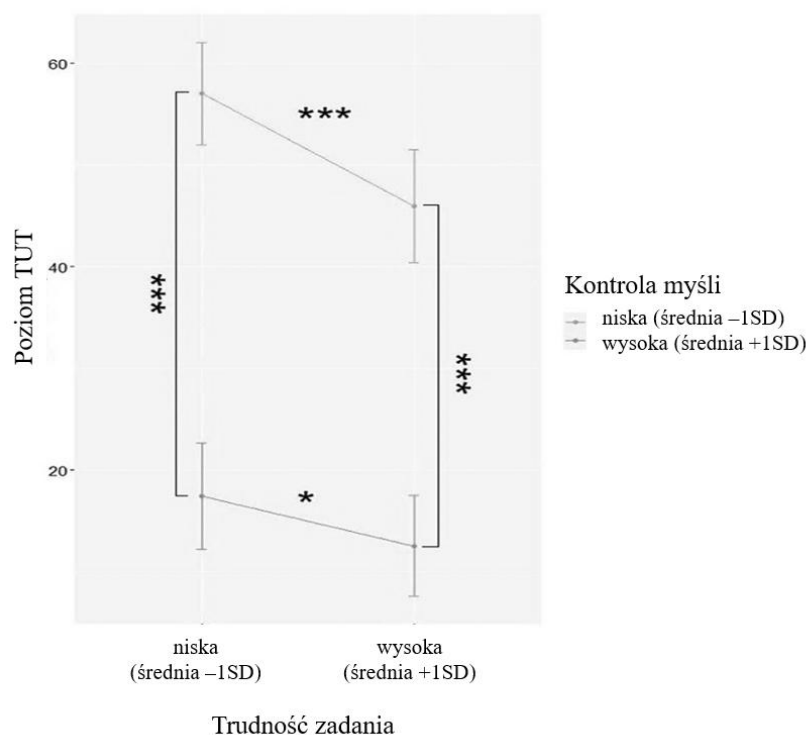 60
***
Poziom TUT
40
***
Kontrola myśli
niska (średnia –1SD)
wysoka (średnia +1SD)
***
20
*
niska
(średnia –1SD)
wysoka
(średnia +1SD)
Trudność zadania